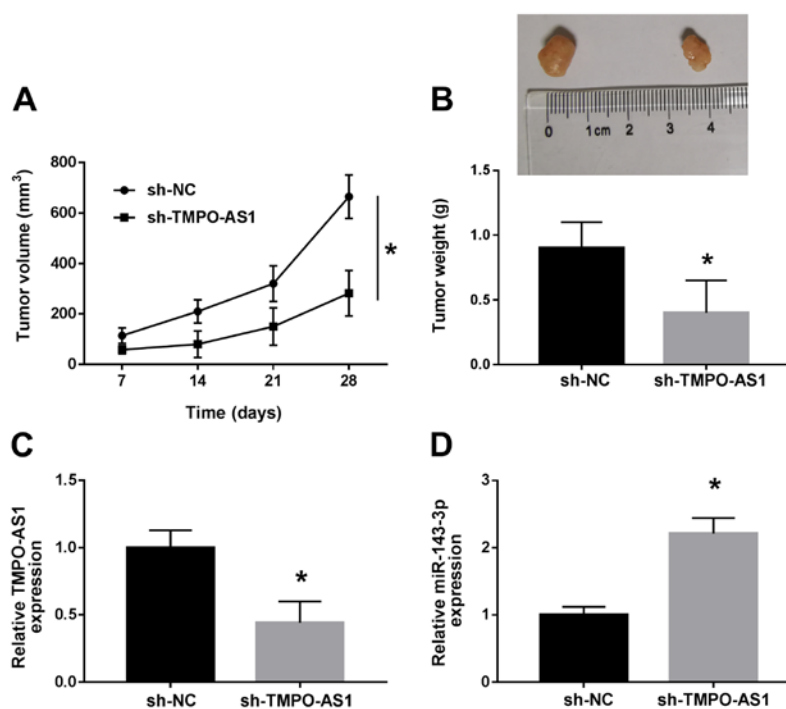 A
Tumor volume (mm³)
800
600
400
200
0
sh-NC
sh-TMPO-AS1
*
7 14 21 28
Time (days)
B
0 1cm 2 3 4
Tumor weight (g)
1.5
1.0
0.5
0.0
*
sh-NC sh-TMPO-AS1
C
Relative TMPO-AS1
expression
1.5
1.0
0.5
0.0
*
sh-NC sh-TMPO-AS1
D
Relative miR-143-3p
expression
3
2
1
0
*
sh-NC sh-TMPO-AS1